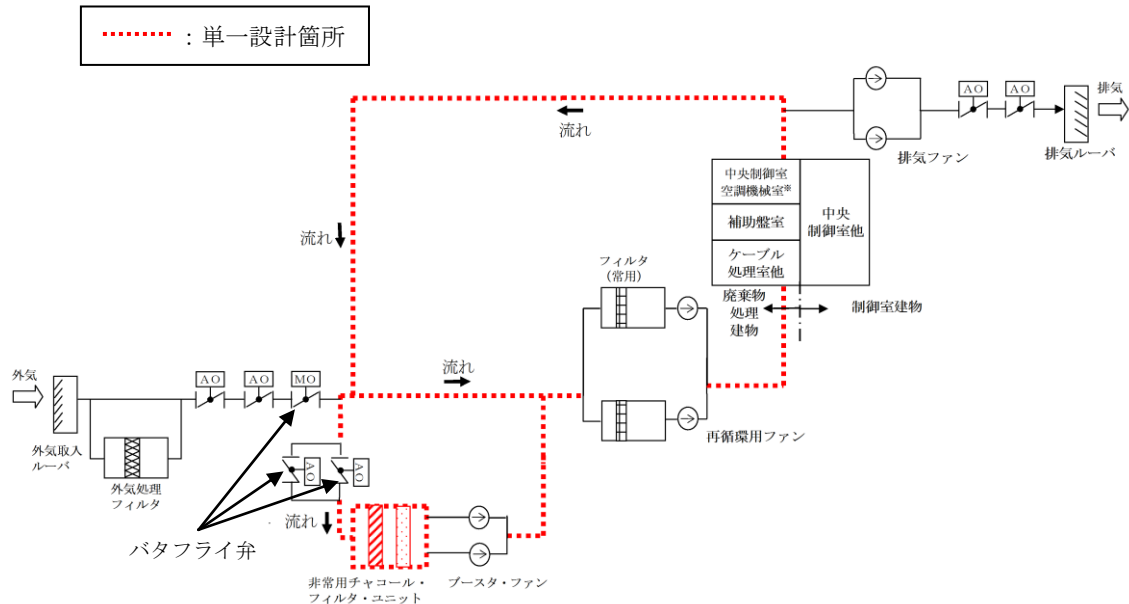 ：単一設計箇所
AO
AO
排気
流れ
排気ファン
排気ルーバ
中央制御室
空調機械室※
補助盤室
ケーブル
処理室他
中央
制御室他
流れ
フィルタ
（常用）
廃棄物
処理
建物
制御室建物
流れ
外気
AO
AO
MO
外気取入
ルーバ
再循環用ファン
AO
AO
外気処理
フィルタ
流れ
バタフライ弁
非常用チャコール・
フィルタ・ユニット
ブースタ・ファン